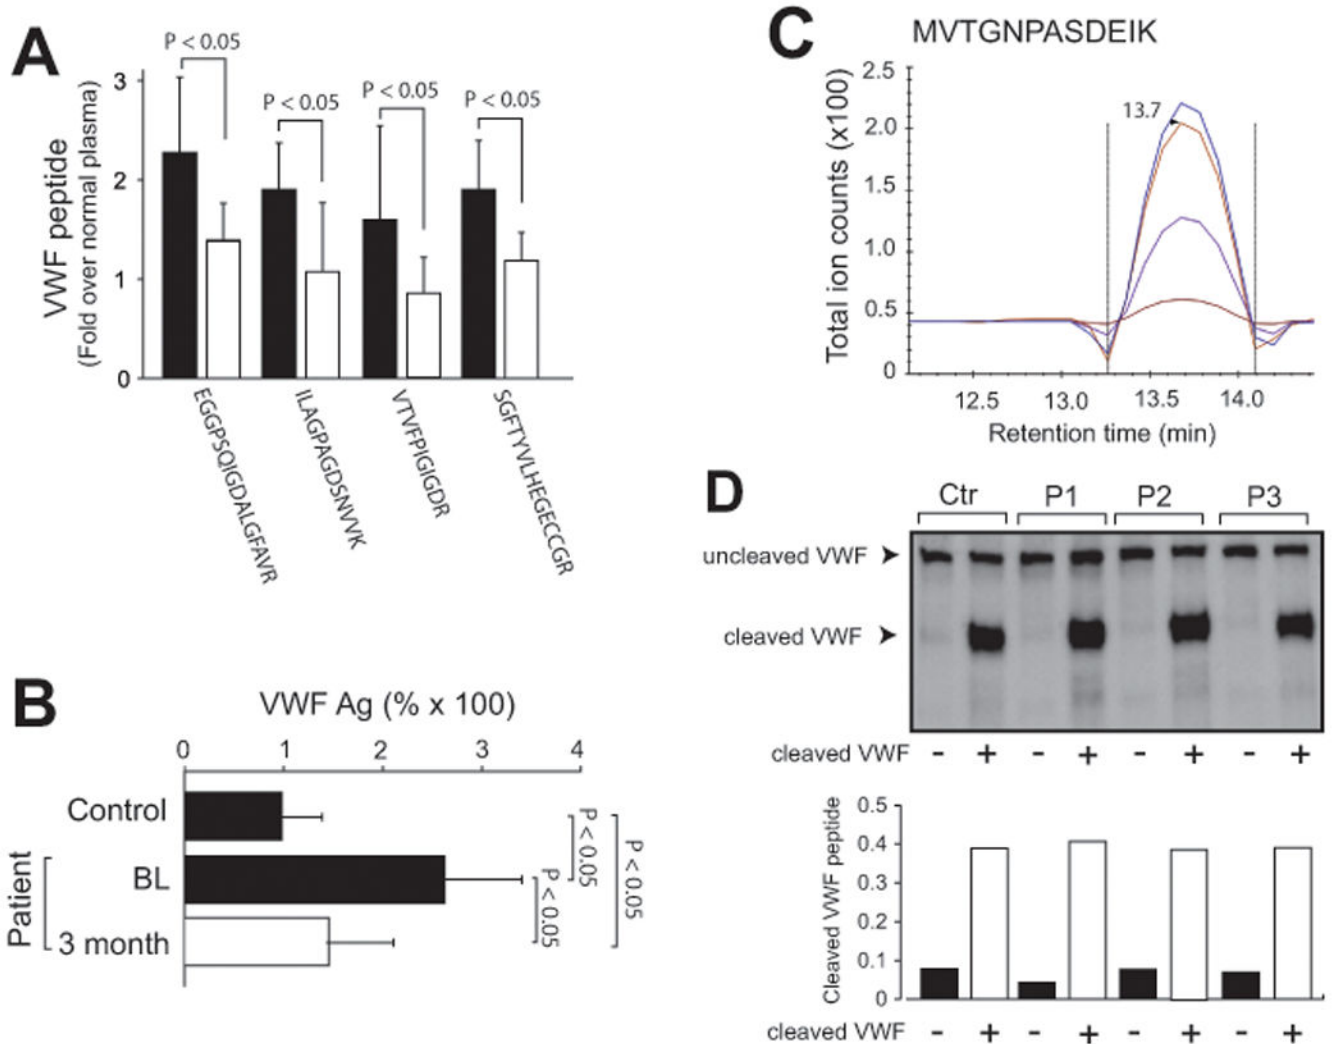 A
P < 0.05
P < 0.05
P < 0.05
P < 0.05
VWF peptide
(Fold over normal plasma)
3
2
1
0
EGGPSQIGDALGFAVR
ILAGPAGDSNVVK
VTVFPIGIGDR
SGFTYVLHEGECCGR
B
VWF Ag (% x 100)
0 1 2 3 4
Control
Patient
BL
3 month
P < 0.05
P < 0.05
P < 0.05
C
MVTGNPASDEIK
Total ion counts (x100)
2.5
2.0
1.5
1.0
0.5
0
13.7
12.5 13.0 13.5 14.0
Retention time (min)
D
Ctr P1 P2 P3
uncleaved VWF
cleaved VWF
cleaved VWF - + - + - + - +
Cleaved VWF peptide
0.5
0.4
0.3
0.2
0.1
0
cleaved VWF - + - + - + - +